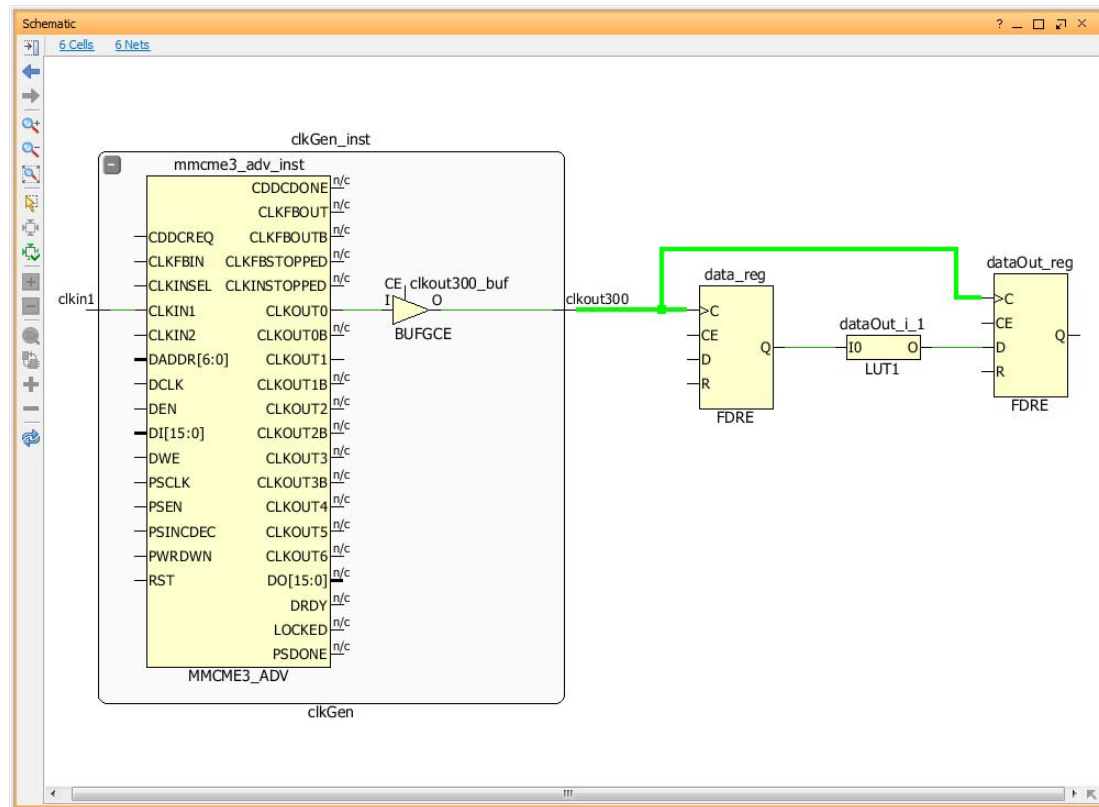 Schematic
6 Cells 6 Nets
clkGen_inst
mmcme3_adv_inst
CDDCDONE n/c
CLKFBOUT n/c
CDDCREQ CLKFBOUTB n/c
CLKFBIN CLKFBSTOPPED n/c
CLKINSEL CLKINSTOPPED n/c
clkin1 CLKIN1 CLKOUT0
CLKIN2 CLKOUT0B n/c
DADDR[6:0] CLKOUT1
DCLK CLKOUT1B n/c
DEN CLKOUT2 n/c
DI[15:0] CLKOUT2B n/c
DWE CLKOUT3 n/c
PSCLK CLKOUT3B n/c
PSEN CLKOUT4 n/c
PSINCDEC CLKOUT5 n/c
PWRDWN CLKOUT6 n/c
RST DO[15:0] n/c
DRDY n/c
LOCKED n/c
PSDONE n/c
MMCME3_ADV
clkGen
CE clkout300_buf
I O
BUFGCE
clkout300
data_reg
C
CE
D Q
R
FDRE
dataOut_i_1
I0 O
LUT1
dataOut_reg
C
CE Q
D
R
FDRE